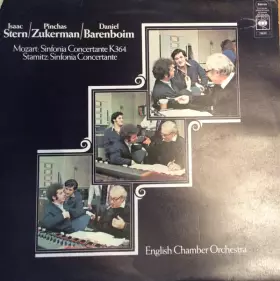 Isaac Pinchas Daniel
Stern/Zukerman/Barenboim
Mozart: Sinfonia Concertante K364
Stamitz: Sinfonia Concertante
English Chamber Orchestra